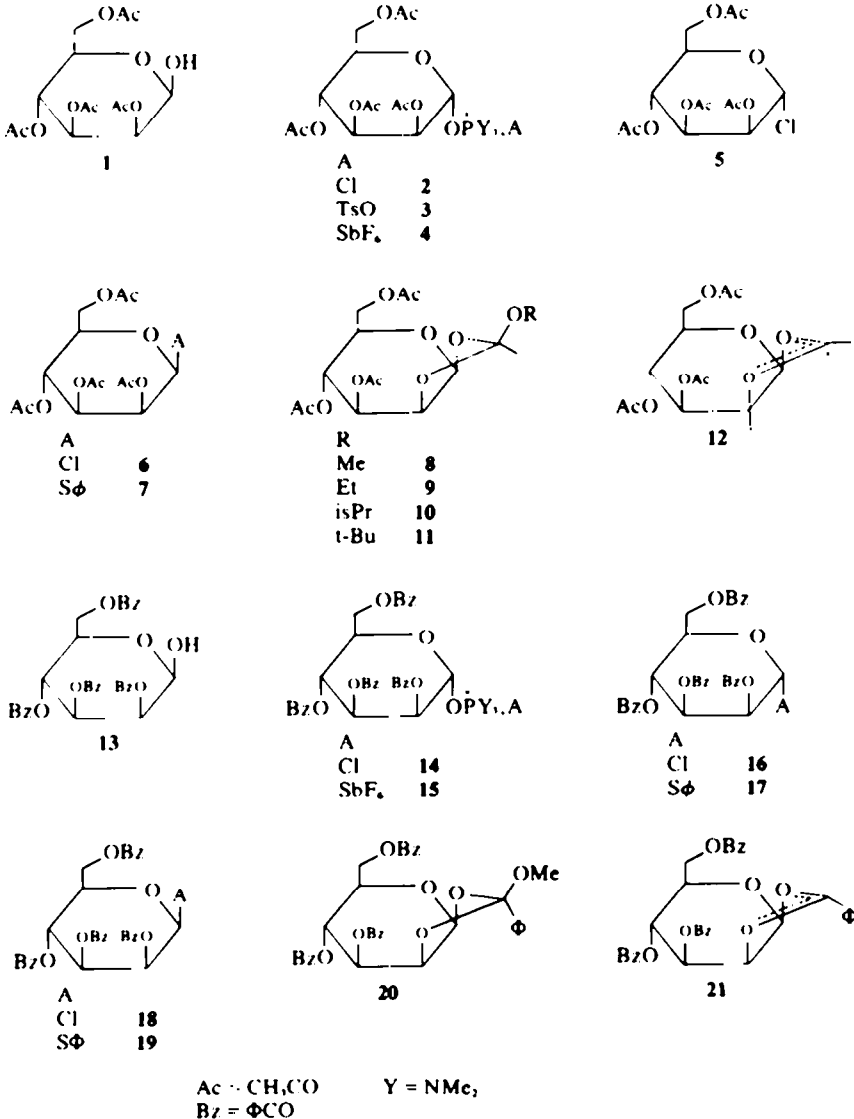 OAc OAc OAc
O OH O O
OAc AcO OAc AcO OAc AcO
AcO AcO OPY₃,A AcO Cl
1 A 5
Cl 2
TsO 3
SbF₆ 4
OAc OAc OAc
O A O O OR O O
OAc AcO OAc O O
AcO AcO OAc
A R AcO
Cl 6 Me 8 12
Sϕ 7 Et 9
isPr 10
t-Bu 11
OBz OBz OBz
O OH O O
OBz BzO OBz BzO OBz BzO
BzO BzO OPY₃,A BzO A
13 A A
Cl 14 Cl 16
SbF₆ 15 Sϕ 17
OBz OBz OBz
O A O O OMe O O
OBz BzO OBz O Φ OBz O Φ
BzO BzO BzO
A 20 21
Cl 18
SΦ 19
Ac : CH₃CO Y = NMe₂
Bz = ΦCO